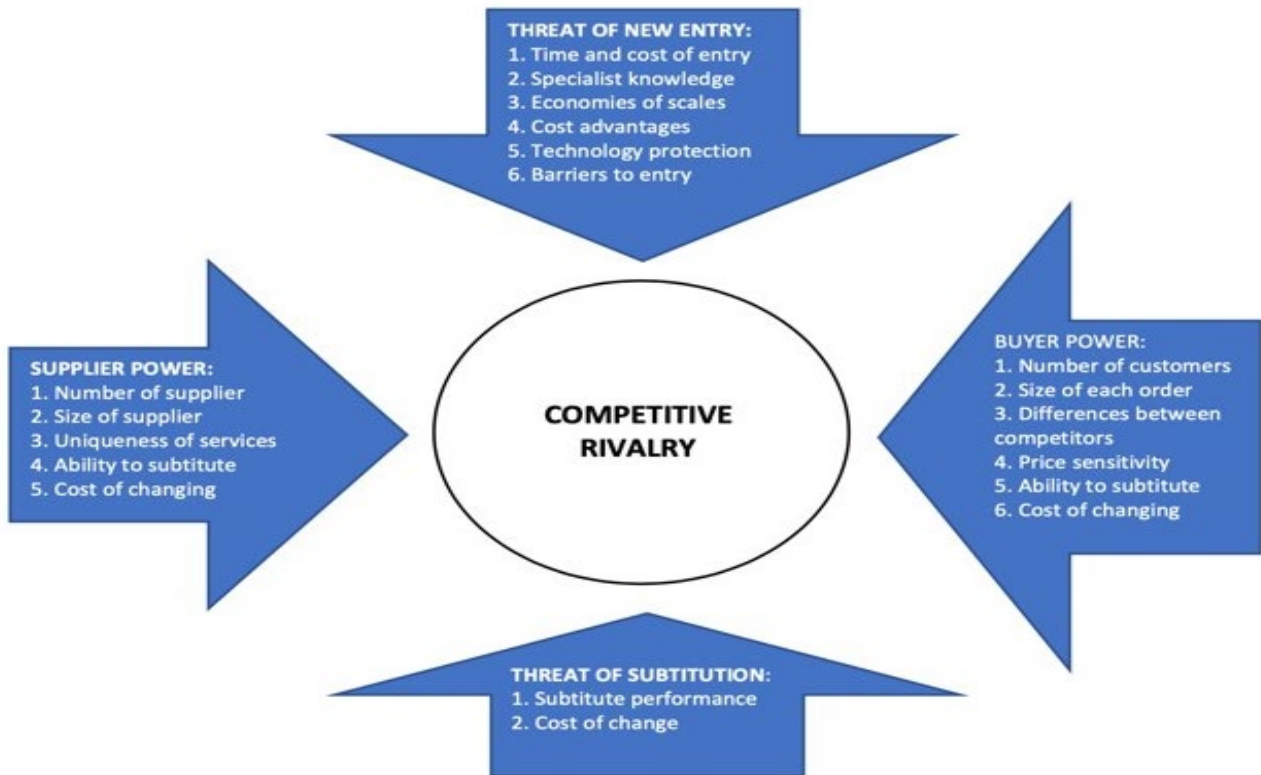 THREAT OF NEW ENTRY:
1. Time and cost of entry
2. Specialist knowledge
3. Economies of scales
4. Cost advantages
5. Technology protection
6. Barriers to entry
SUPPLIER POWER:
1. Number of supplier
2. Size of supplier
3. Uniqueness of services
4. Ability to subtitute
5. Cost of changing
COMPETITIVE
RIVALRY
BUYER POWER:
1. Number of customers
2. Size of each order
3. Differences between
competitors
4. Price sensitivity
5. Ability to subtitute
6. Cost of changing
THREAT OF SUBTITUTION:
1. Subtitute performance
2. Cost of change